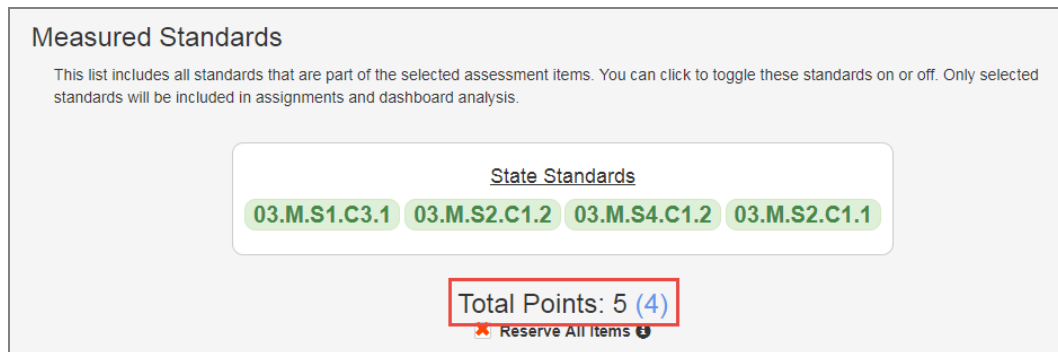 Measured Standards
This list includes all standards that are part of the selected assessment items. You can click to toggle these standards on or off. Only selected
standards will be included in assignments and dashboard analysis.
State Standards
03.M.S1.C3.1 03.M.S2.C1.2 03.M.S4.C1.2 03.M.S2.C1.1
Total Points: 5 (4)
Reserve All Items